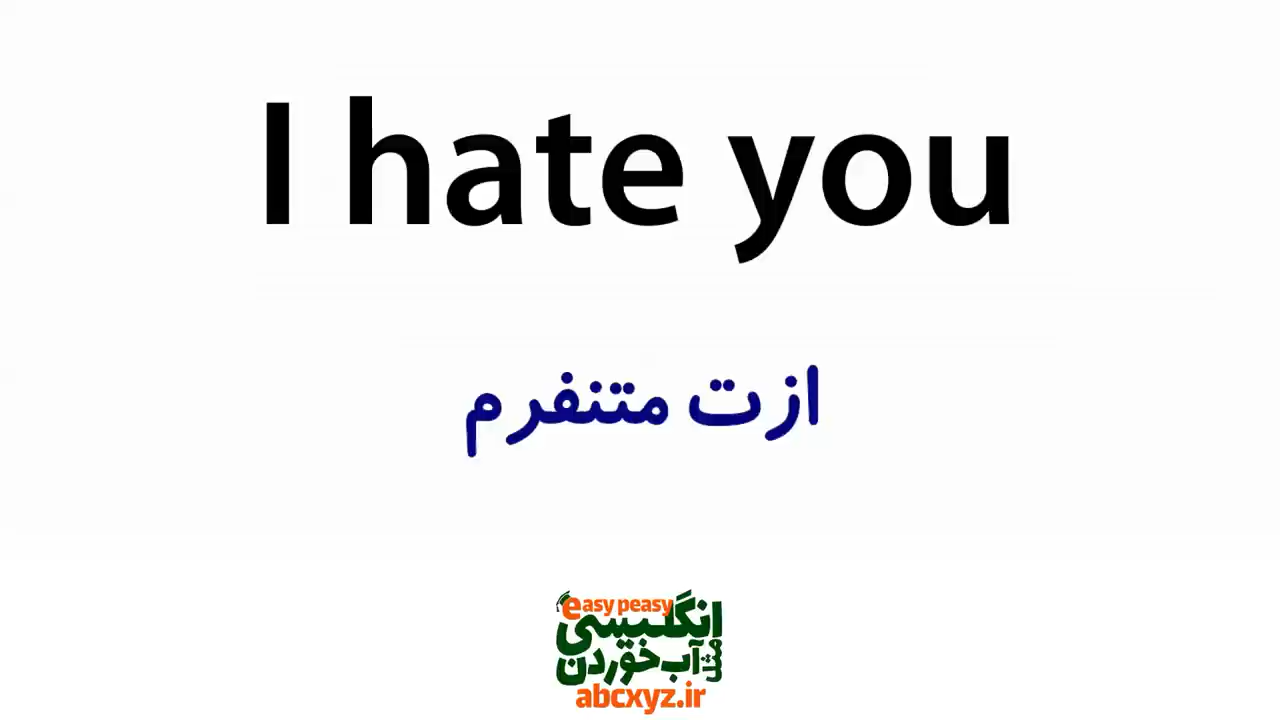 I hate you
ازت متنفرم
easy peasy
انگلیسی
مثل آب خوردن
abcxyz.ir